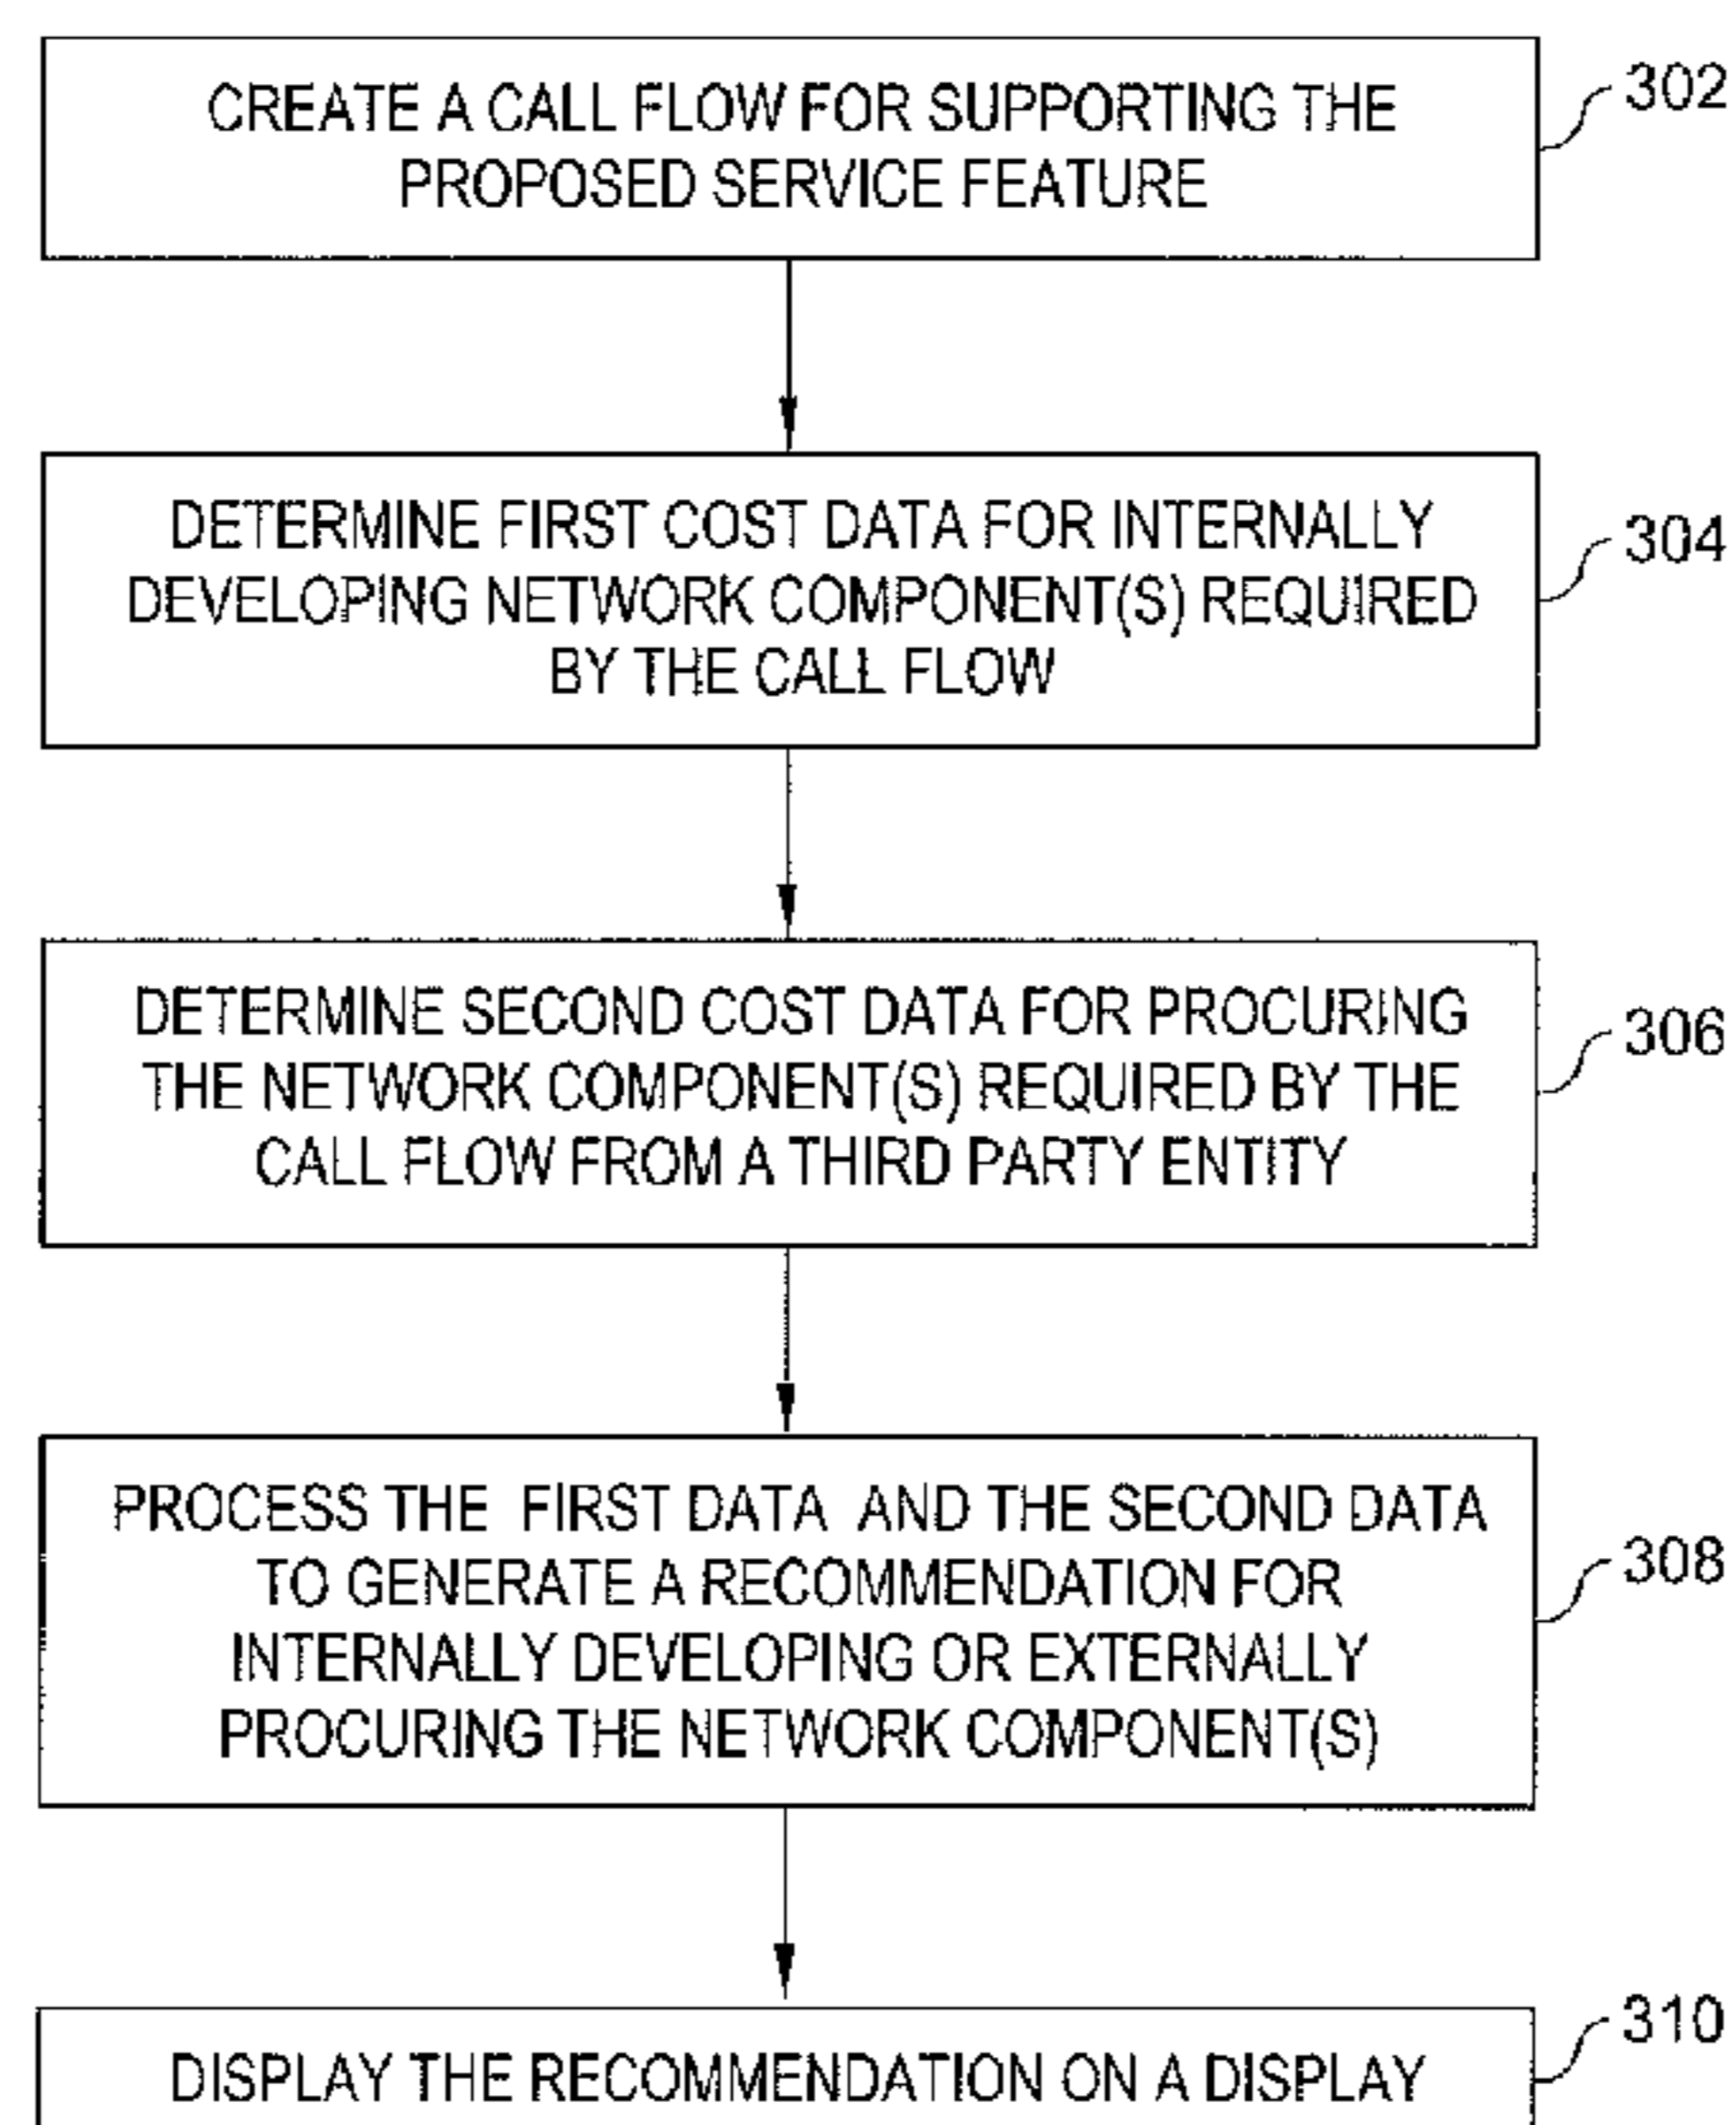 CREATE A CALL FLOW FOR SUPPORTING THE
PROPOSED SERVICE FEATURE
302
DETERMINE FIRST COST DATA FOR INTERNALLY
DEVELOPING NETWORK COMPONENT(S) REQUIRED
BY THE CALL FLOW
304
DETERMINE SECOND COST DATA FOR PROCURING
THE NETWORK COMPONENT(S) REQUIRED BY THE
CALL FLOW FROM A THIRD PARTY ENTITY
306
PROCESS THE FIRST DATA AND THE SECOND DATA
TO GENERATE A RECOMMENDATION FOR
INTERNALLY DEVELOPING OR EXTERNALLY
PROCURING THE NETWORK COMPONENT(S)
308
DISPLAY THE RECOMMENDATION ON A DISPLAY
310